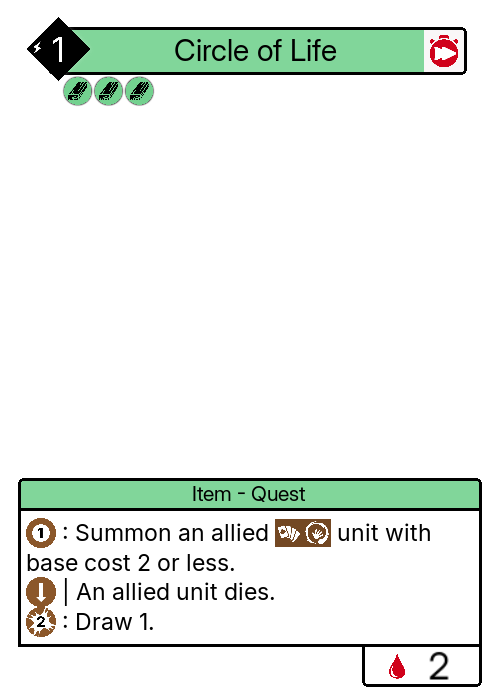 1
Circle of Life
Item - Quest
1 : Summon an allied unit with
base cost 2 or less.
| An allied unit dies.
2 : Draw 1.
2